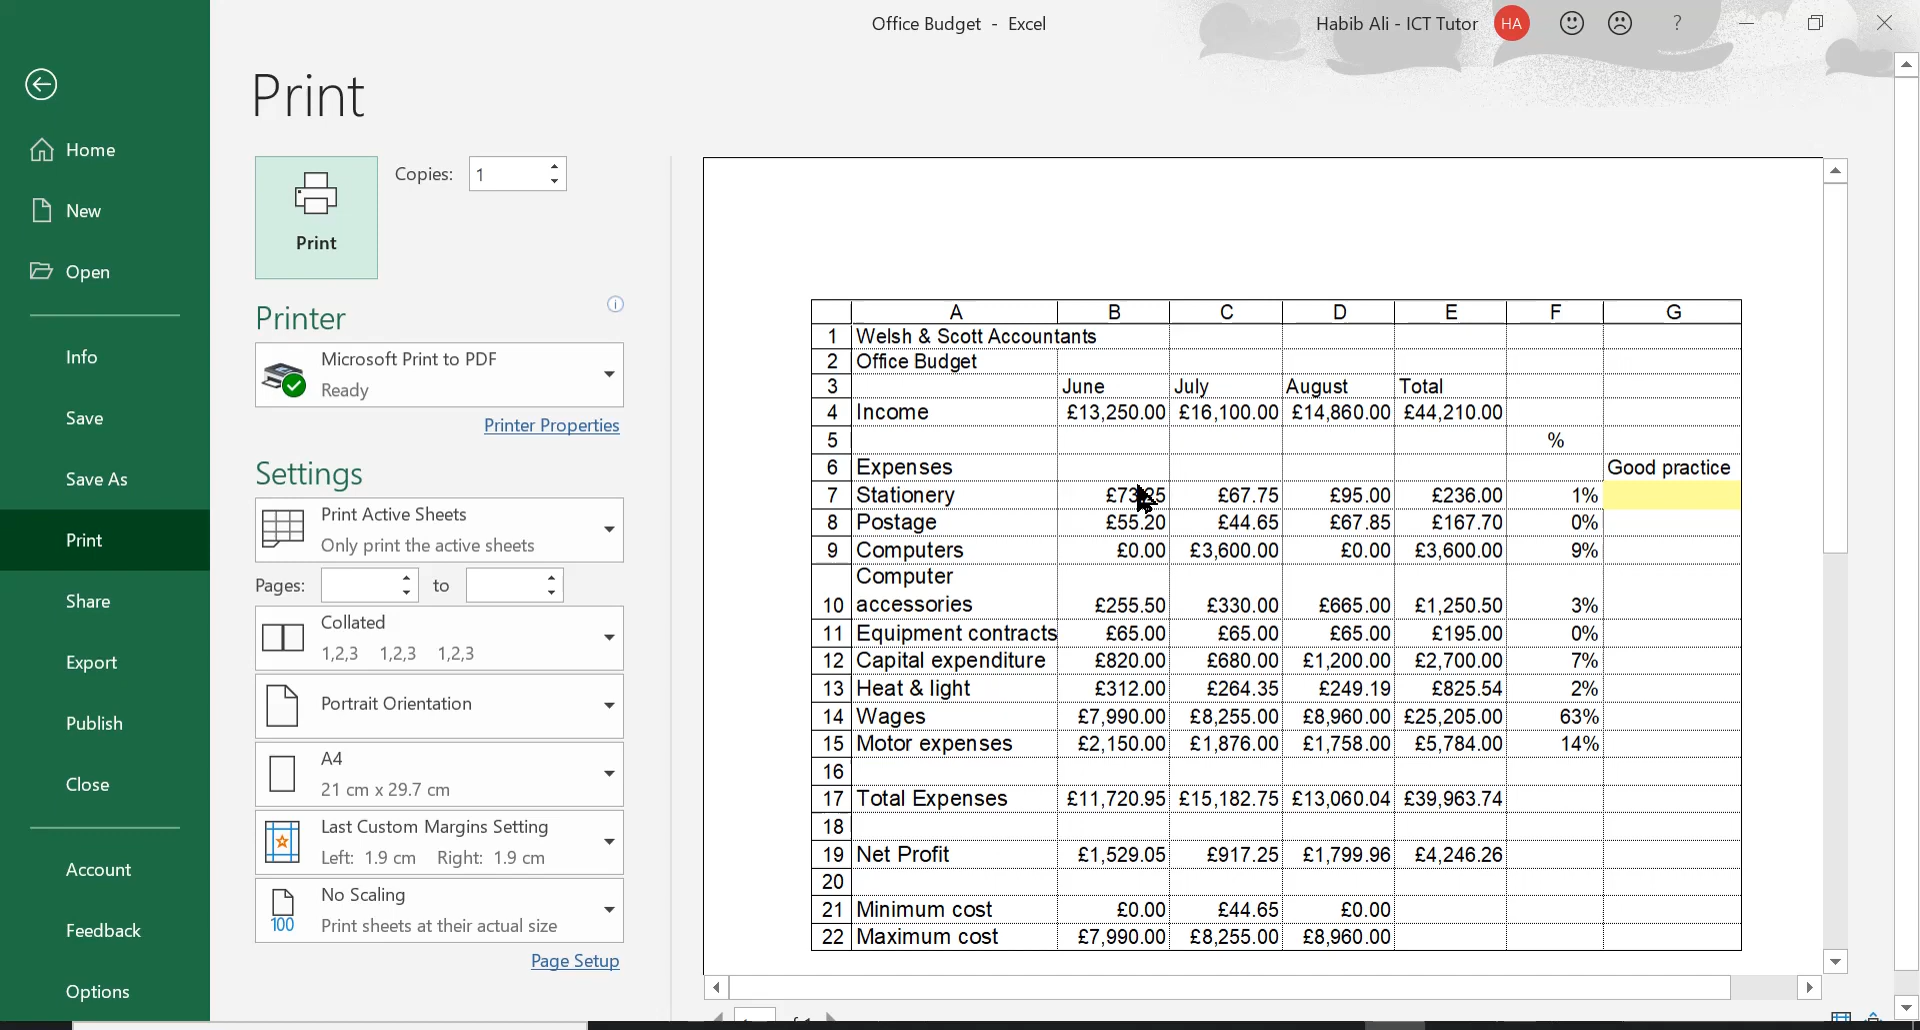 Office Budget - Excel
Habib Ali - ICT Tutor HA ?
Print
Home
New
Open
Info
Save
Save As
Print
Share
Export
Publish
Close
Account
Feedback
Options
Print
Copies: 1
Printer
Microsoft Print to PDF
Ready
Printer Properties
Settings
Print Active Sheets
Only print the active sheets
Pages: to
Collated
1,2,3 1,2,3 1,2,3
Portrait Orientation
A4
21 cm x 29.7 cm
Last Custom Margins Setting
Left: 1.9 cm Right: 1.9 cm
No Scaling
100 Print sheets at their actual size
Page Setup
A B C D E F G
1 Welsh & Scott Accountants
2 Office Budget
3 June July August Total
4 Income £13,250.00 £16,100.00 £14,860.00 £44,210.00
5 %
6 Expenses Good practice
7 Stationery £67.75 £95.00 £236.00 1%
8 Postage £55.20 £44.65 £67.85 £167.70 0%
9 Computers £0.00 £3,600.00 £0.00 £3,600.00 9%
Computer
10 accessories £255.50 £330.00 £665.00 £1,250.50 3%
11 Equipment contracts £65.00 £65.00 £65.00 £195.00 0%
12 Capital expenditure £820.00 £680.00 £1,200.00 £2,700.00 7%
13 Heat & light £312.00 £264.35 £249.19 £825.54 2%
14 Wages £7,990.00 £8,255.00 £8,960.00 £25,205.00 63%
15 Motor expenses £2,150.00 £1,876.00 £1,758.00 £5,784.00 14%
16
17 Total Expenses £11,720.95 £15,182.75 £13,060.04 £39,963.74
18
19 Net Profit £1,529.05 £917.25 £1,799.96 £4,246.26
20
21 Minimum cost £0.00 £44.65 £0.00
22 Maximum cost £7,990.00 £8,255.00 £8,960.00